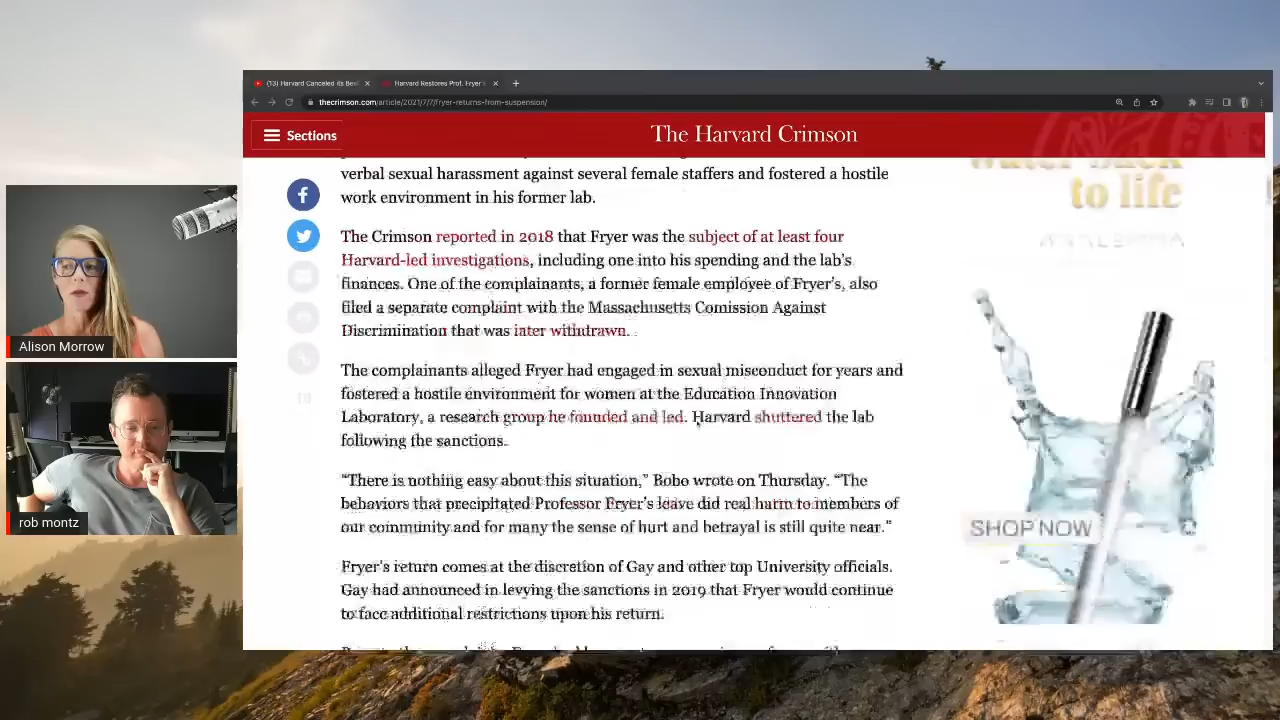 (13) Harvard Canceled its Bes
Harvard Restores Prof. Fryer's
thecrimson.com/article/2021/7/7/fryer-returns-from-suspension/
Sections
The Harvard Crimson
verbal sexual harassment against several female staffers and fostered a hostile
work environment in his former lab.
The Crimson reported in 2018 that Fryer was the subject of at least four
Harvard-led investigations, including one into his spending and the lab's
finances. One of the complainants, a former female employee of Fryer's, also
filed a separate complaint with the Massachusetts Comission Against
Discrimination that was later withdrawn.
The complainants alleged Fryer had engaged in sexual misconduct for years and
fostered a hostile environment for women at the Education Innovation
Laboratory, a research group he founded and led. Harvard shuttered the lab
following the sanctions.
“There is nothing easy about this situation,” Bobo wrote on Thursday. “The
behaviors that precipitated Professor Fryer's leave did real harm to members of
our community and for many the sense of hurt and betrayal is still quite near.”
Fryer's return comes at the discretion of Gay and other top University officials.
Gay had announced in levying the sanctions in 2019 that Fryer would continue
to face additional restrictions upon his return.
water back
to life
SHOP NOW
Alison Morrow
rob montz